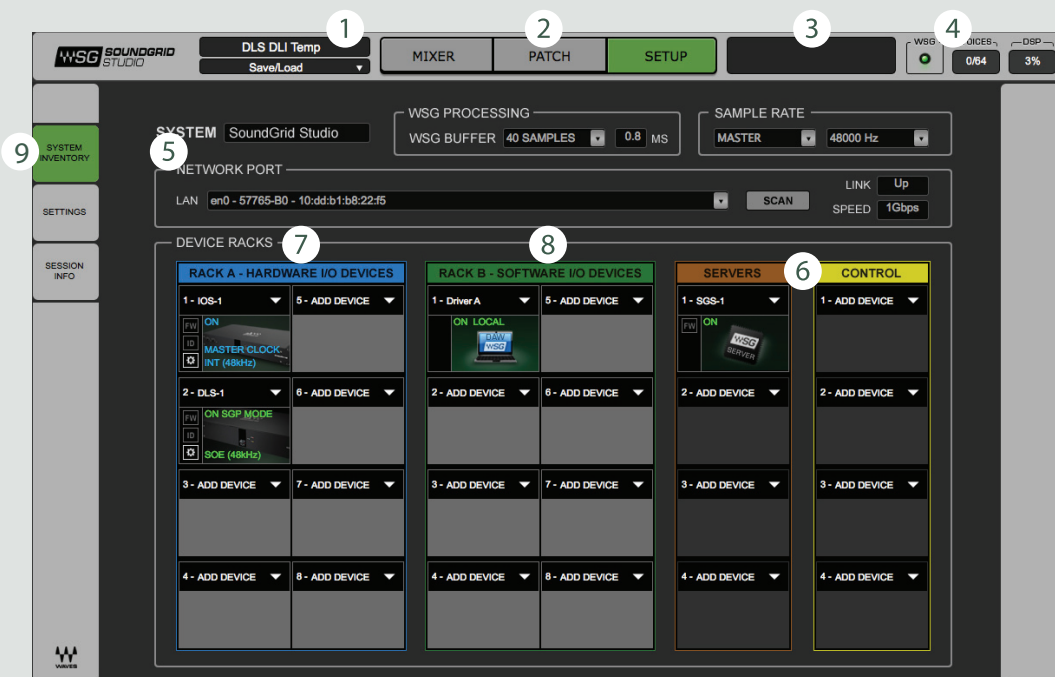 1 2 3 4
WSG SOUNDGRID STUDIO
DLS DLI Temp
Save/Load
MIXER PATCH SETUP
WSG OICES DSP
0/64 3%
9 SYSTEM INVENTORY
SETTINGS
SESSION INFO
WAVES
5
SYSTEM SoundGrid Studio
WSG PROCESSING
WSG BUFFER 40 SAMPLES 0.8 MS
SAMPLE RATE
MASTER 48000 Hz
NETWORK PORT
LAN en0 - 57765-B0 - 10:dd:b1:b8:22:f5 SCAN
LINK Up
SPEED 1Gbps
DEVICE RACKS 7 8 6
RACK A - HARDWARE I/O DEVICES RACK B - SOFTWARE I/O DEVICES SERVERS CONTROL
1 - IOS-1 5 - ADD DEVICE 1 - Driver A 5 - ADD DEVICE 1 - SGS-1 1 - ADD DEVICE
FW ON ON LOCAL FW ON
ID DAW WSG
MASTER CLOCK. WSG SERVER
INT (48kHz)
2 - DLS-1 6 - ADD DEVICE 2 - ADD DEVICE 6 - ADD DEVICE 2 - ADD DEVICE 2 - ADD DEVICE
FW ON SGP MODE
ID
SOE (48kHz)
3 - ADD DEVICE 7 - ADD DEVICE 3 - ADD DEVICE 7 - ADD DEVICE 3 - ADD DEVICE 3 - ADD DEVICE
4 - ADD DEVICE 8 - ADD DEVICE 4 - ADD DEVICE 8 - ADD DEVICE 4 - ADD DEVICE 4 - ADD DEVICE